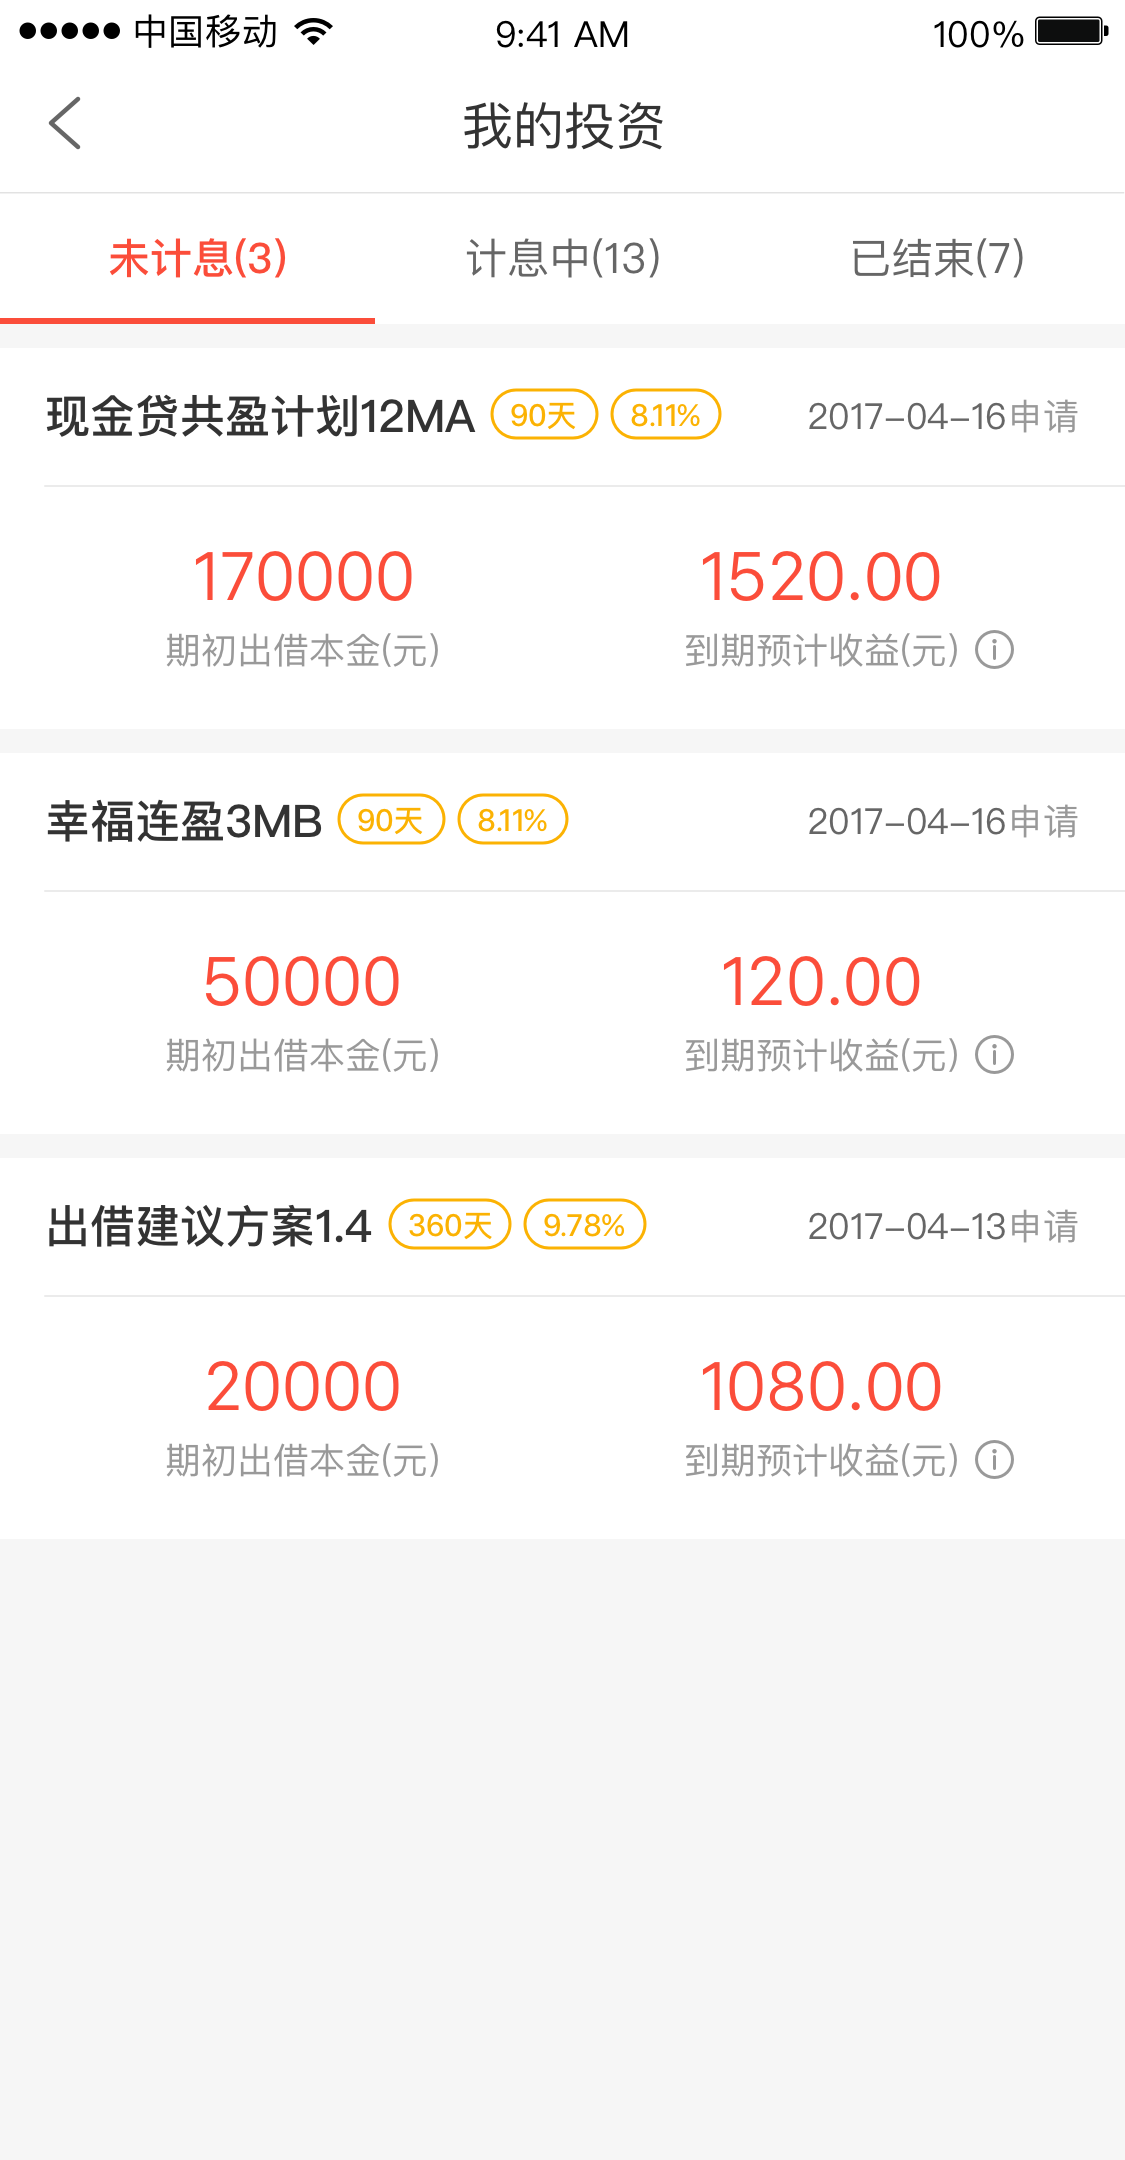 中国移动 9:41 AM 100%
我的投资
未计息(3) 计息中(13) 已结束(7)
现金贷共盈计划12MA 90天 8.11% 2017-04-16申请
170000 1520.00
期初出借本金(元) 到期预计收益(元)
幸福连盈3MB 90天 8.11% 2017-04-16申请
50000 120.00
期初出借本金(元) 到期预计收益(元)
出借建议方案1.4 360天 9.78% 2017-04-13申请
20000 1080.00
期初出借本金(元) 到期预计收益(元)